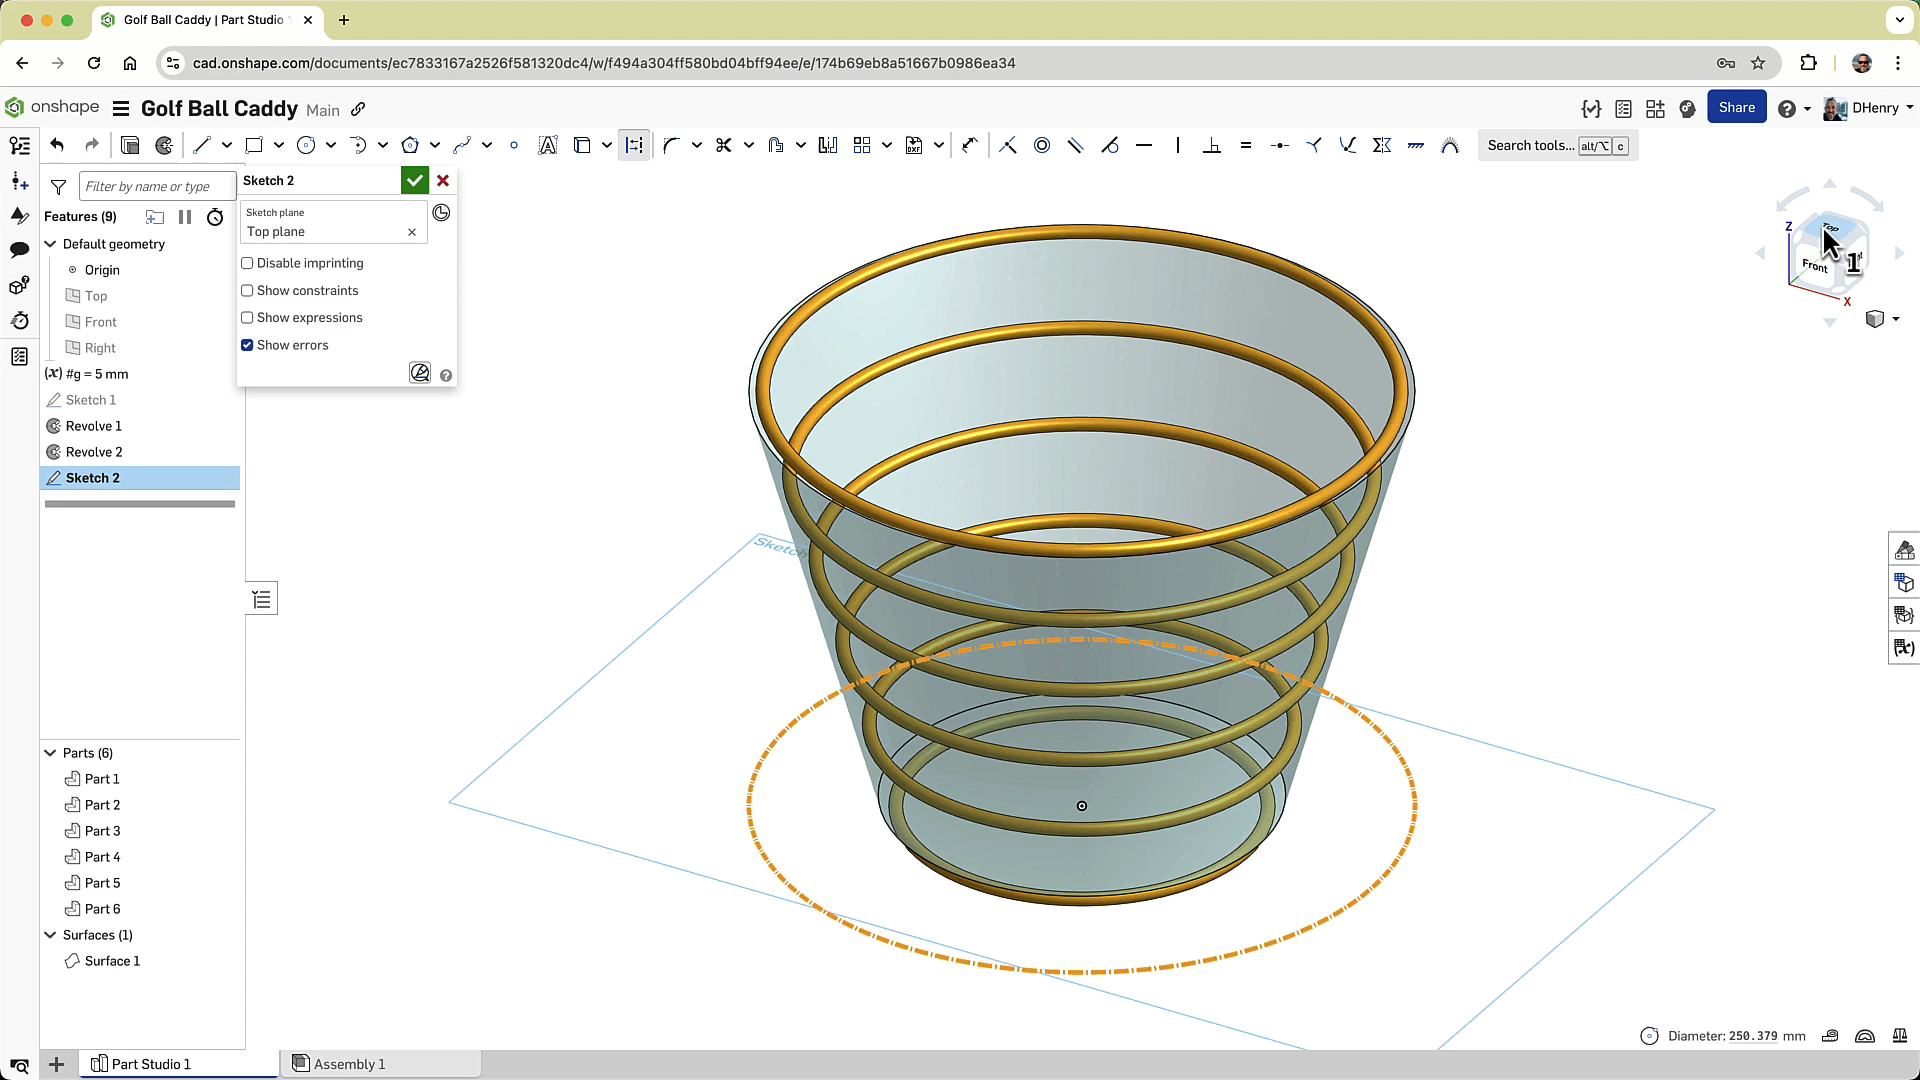 Golf Ball Caddy | Part Studio
cad.onshape.com/documents/ec7833167a2526f581320dc4/w/f494a304ff580bd04bff94ee/e/174b69eb8a51667b0986ea34
onshape
Golf Ball Caddy Main
Share
DHenry
Search tools... alt/⌥ c
Filter by name or type
Features (9)
Default geometry
Origin
Top
Front
Right
(x) #g = 5 mm
Sketch 1
Revolve 1
Revolve 2
Sketch 2
Sketch 2
Sketch plane
Top plane
Disable imprinting
Show constraints
Show expressions
Show errors
Sketch
Z
Top
Front
1
X
Parts (6)
Part 1
Part 2
Part 3
Part 4
Part 5
Part 6
Surfaces (1)
Surface 1
Diameter: 250.379 mm
Part Studio 1
Assembly 1